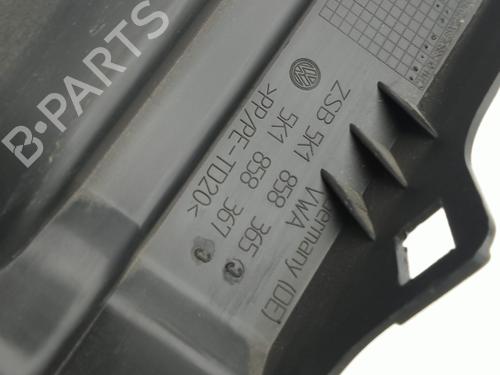 B-PARTS
ZSB 5K1 858 365 C
5K1 858 367 C
>PP/PE-TD20<
VWA
Germany (DE)